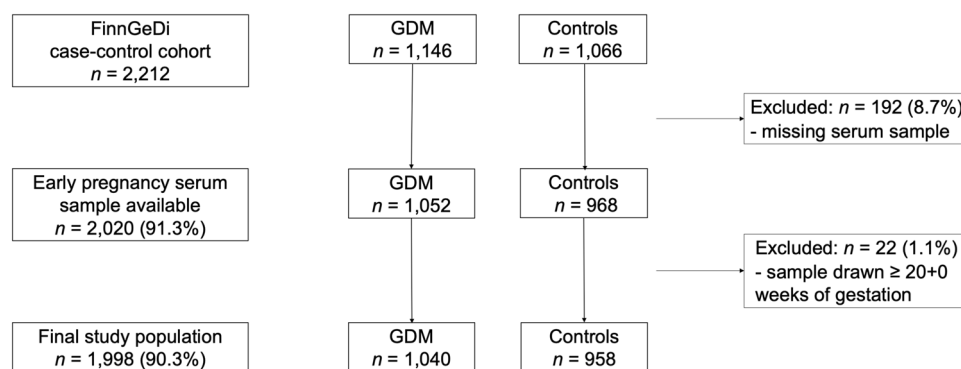 FinnGeDi
case-control cohort
n = 2,212
GDM
n = 1,146
Controls
n = 1,066
Excluded: n = 192 (8.7%)
- missing serum sample
Early pregnancy serum
sample available
n = 2,020 (91.3%)
GDM
n = 1,052
Controls
n = 968
Excluded: n = 22 (1.1%)
- sample drawn ≥ 20+0
weeks of gestation
Final study population
n = 1,998 (90.3%)
GDM
n = 1,040
Controls
n = 958